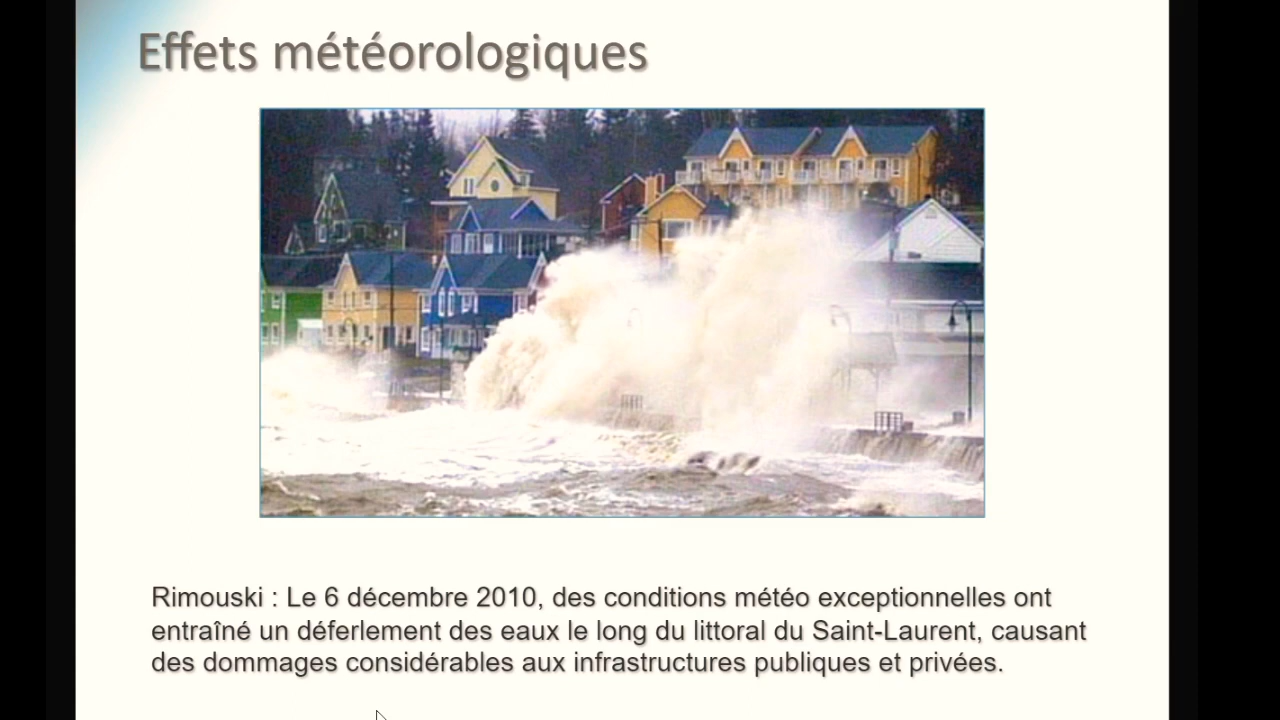 Effets météorologiques
Rimouski : Le 6 décembre 2010, des conditions météo exceptionnelles ont
entraîné un déferlement des eaux le long du littoral du Saint-Laurent, causant
des dommages considérables aux infrastructures publiques et privées.